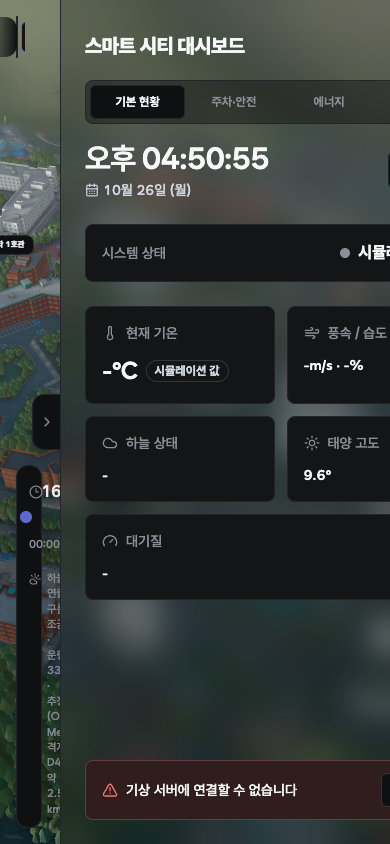 스마트 시티 대시보드
기본 현황
주차·안전
에너지
오후 04:50:55
10월 26일 (월)
시스템 상태
현재 기온
-°C
시뮬레이션 값
풍속 / 습도
-m/s · -%
하늘 상태
-
태양 고도
9.6°
대기질
-
기상 서버에 연결할 수 없습니다
1호관
16
00:00